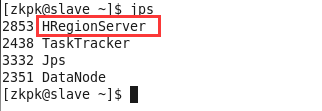 [zkpk@slave ~]$ jps
2853 HRegionServer
2438 TaskTracker
3332 Jps
2351 DataNode
[zkpk@slave ~]$